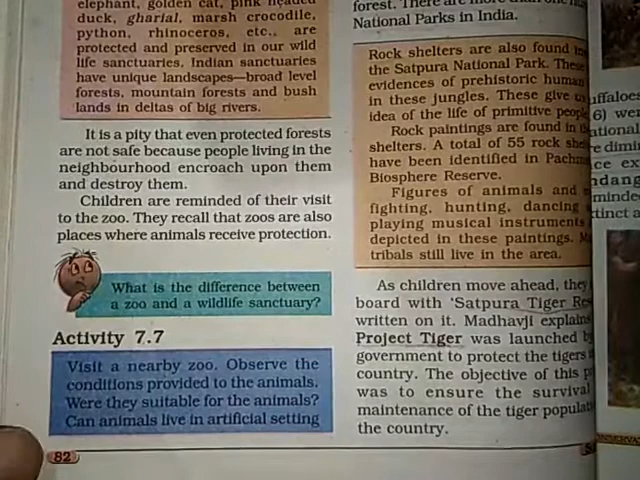 elephant, golden cat, pink headed
duck, gharial, marsh crocodile,
python, rhinoceros, etc., are
protected and preserved in our wild
life sanctuaries. Indian sanctuaries
have unique landscapes—broad level
forests, mountain forests and bush
lands in deltas of big rivers.
It is a pity that even protected forests
are not safe because people living in the
neighbourhood encroach upon them
and destroy them.
Children are reminded of their visit
to the zoo. They recall that zoos are also
places where animals receive protection.
What is the difference between
a zoo and a wildlife sanctuary?
Activity 7.7
Visit a nearby zoo. Observe the
conditions provided to the animals.
Were they suitable for the animals?
Can animals live in artificial setting
82
forest. There are more than one
National Parks in India.
Rock shelters are also found in
the Satpura National Park. These
evidences of prehistoric human
in these jungles. These give us
idea of the life of primitive people
Rock paintings are found in
shelters. A total of 55 rock
have been identified in
Biosphere Reserve.
Figures of animals and
fighting, hunting, dancing
playing musical instruments
depicted in these paintings.
tribals still live in the area.
As children move ahead, they
board with 'Satpura Tiger
written on it. Madhavji
Project Tiger was launched
government to protect the tigers
country. The objective of this
was to ensure the survival
maintenance of the tiger
the country.
6) wer